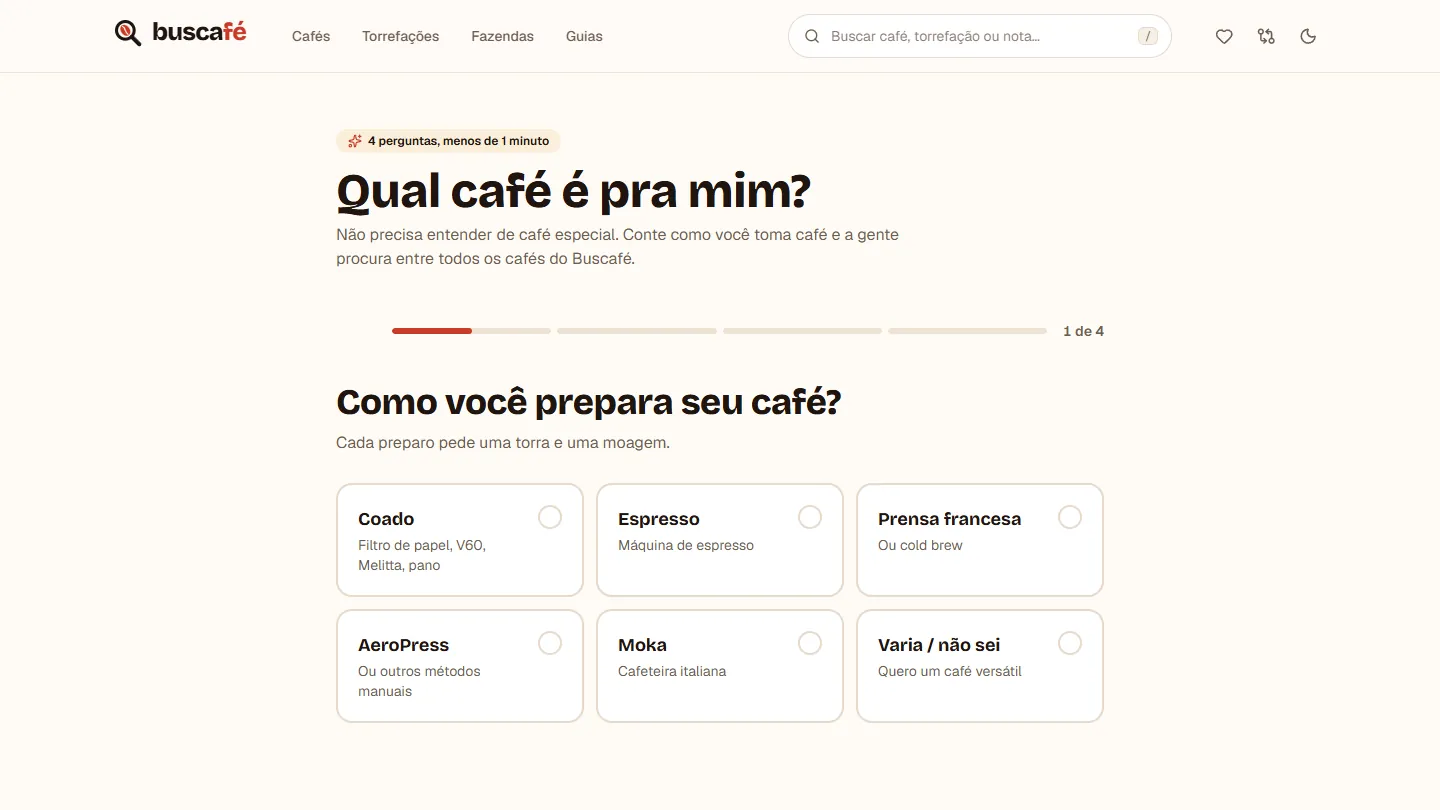 buscafé
Cafés
Torrefações
Fazendas
Guias
Buscar café, torrefação ou nota...
/
4 perguntas, menos de 1 minuto
Qual café é pra mim?
Não precisa entender de café especial. Conte como você toma café e a gente
procura entre todos os cafés do Buscafé.
1 de 4
Como você prepara seu café?
Cada preparo pede uma torra e uma moagem.
Coado
Filtro de papel, V60,
Melitta, pano
Espresso
Máquina de espresso
Prensa francesa
Ou cold brew
AeroPress
Ou outros métodos
manuais
Moka
Cafeteira italiana
Varia / não sei
Quero um café versátil